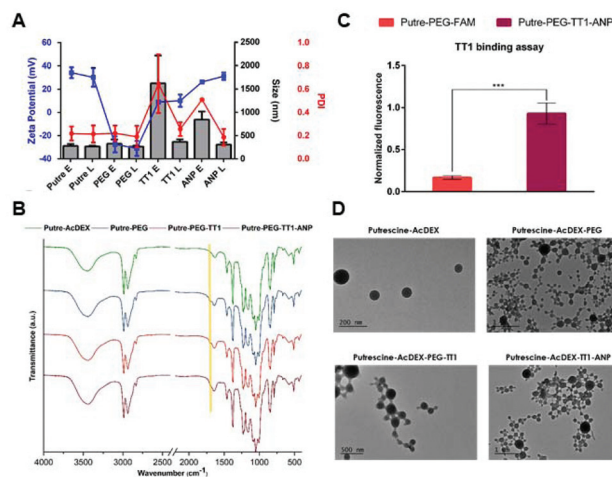 A
Zeta Potential (mV)
60
40
20
0
-20
-40
2500
2000
1500
1000
500
0
Size (nm)
1.0
0.8
0.6
0.4
0.2
0.0
PDI
Putre E
Putre L
PEG E
PEG L
TT1 E
TT1 L
ANP E
ANP L
C
Putre-PEG-FAM
Putre-PEG-TT1-ANP
TT1 binding assay
Normalized fluorescence
1.5
1.0
0.5
0.0
***
B
Putre-AcDEX
Putre-PEG
Putre-PEG-TT1
Putre-PEG-TT1-ANP
Transmittance (a.u.)
4000
3500
3000
2500
1500
1000
500
Wavenumber (cm-1)
D
Putrescine-AcDEX
200 nm
Putrescine-AcDEX-PEG
Putrescine-AcDEX-PEG-TT1
500 nm
Putrescine-AcDEX-TT1-ANP